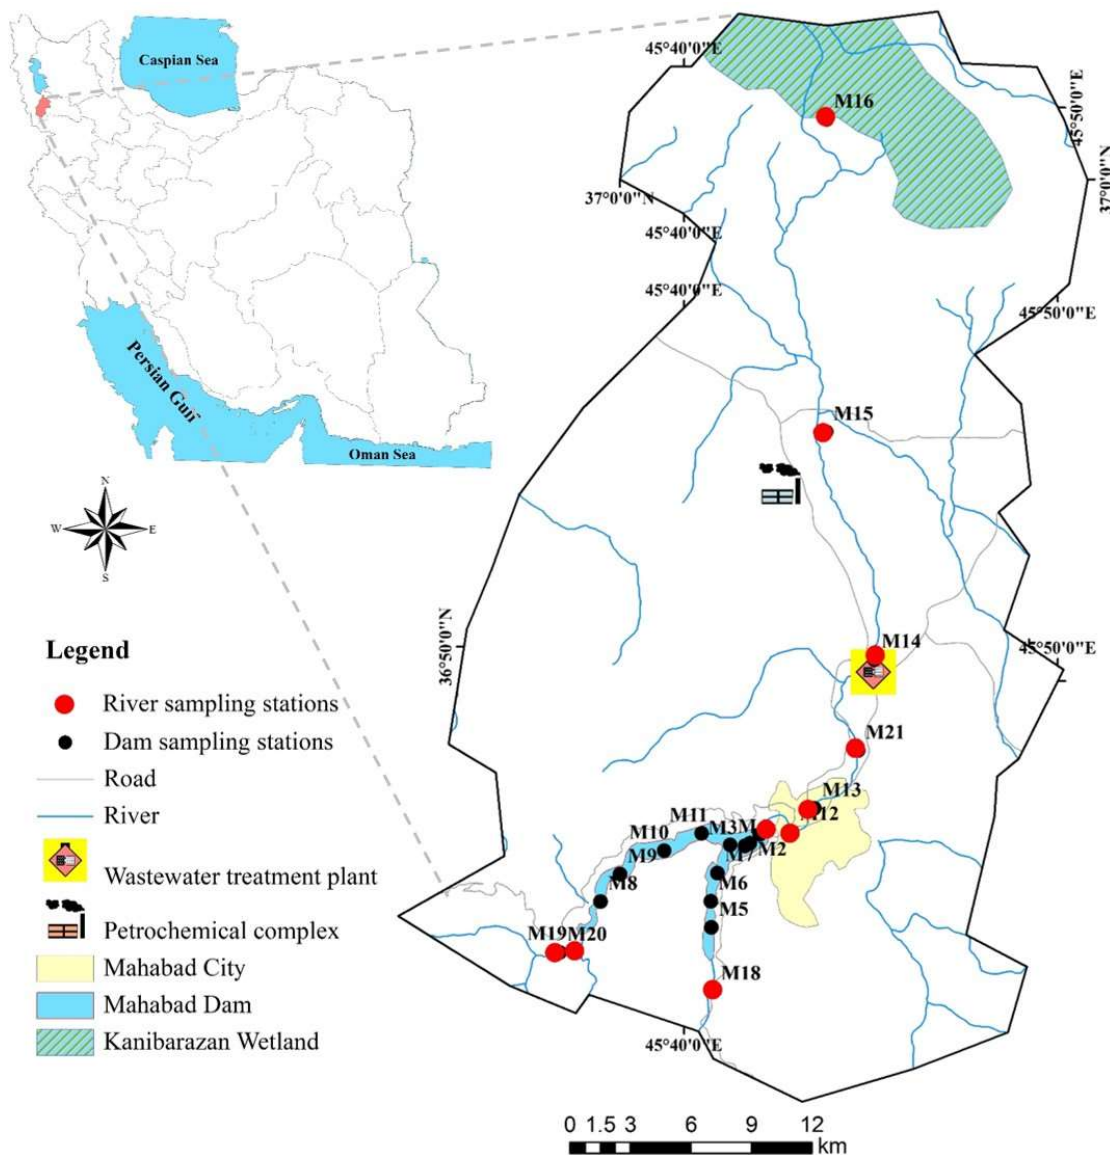 Caspian Sea
Persian Gulf
Oman Sea
N
W
E
S
45°40'0"E
45°50'0"E
M16
37°0'0"N
37°0'0"N
45°40'0"E
45°40'0"E
45°50'0"E
M15
36°50'0"N
M14
45°50'0"E
M21
M13
M12
M11
M3
M10
M2
M7
M9
M6
M8
M5
M19
M20
M18
45°40'0"E
Legend
River sampling stations
Dam sampling stations
Road
River
Wastewater treatment plant
Petrochemical complex
Mahabad City
Mahabad Dam
Kanibarazan Wetland
0 1.5 3 6 9 12
km